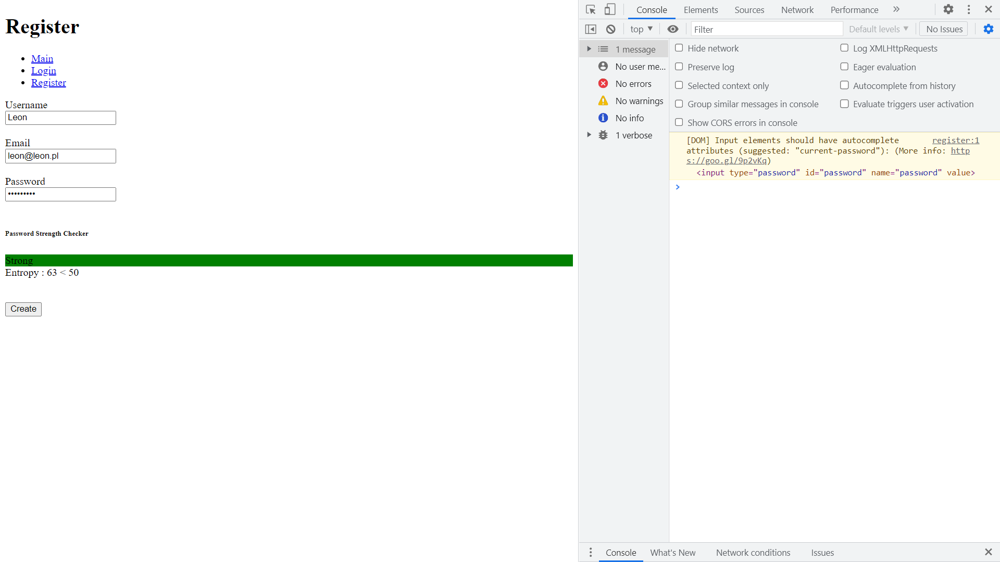 Register
Main
Login
Register
Username
Leon
Email
leon@leon.pl
Password
•••••••••
Password Strength Checker
Strong
Entropy : 63 < 50
Create
Console Elements Sources Network Performance
top Filter Default levels No Issues
1 message
No user me...
No errors
No warnings
No info
1 verbose
Hide network
Log XMLHttpRequests
Preserve log
Eager evaluation
Selected context only
Autocomplete from history
Group similar messages in console
Evaluate triggers user activation
Show CORS errors in console
[DOM] Input elements should have autocomplete register:1
attributes (suggested: "current-password"): (More info: http
s://goo.gl/9p2vKq)
<input type="password" id="password" name="password" value>
Console What's New Network conditions Issues